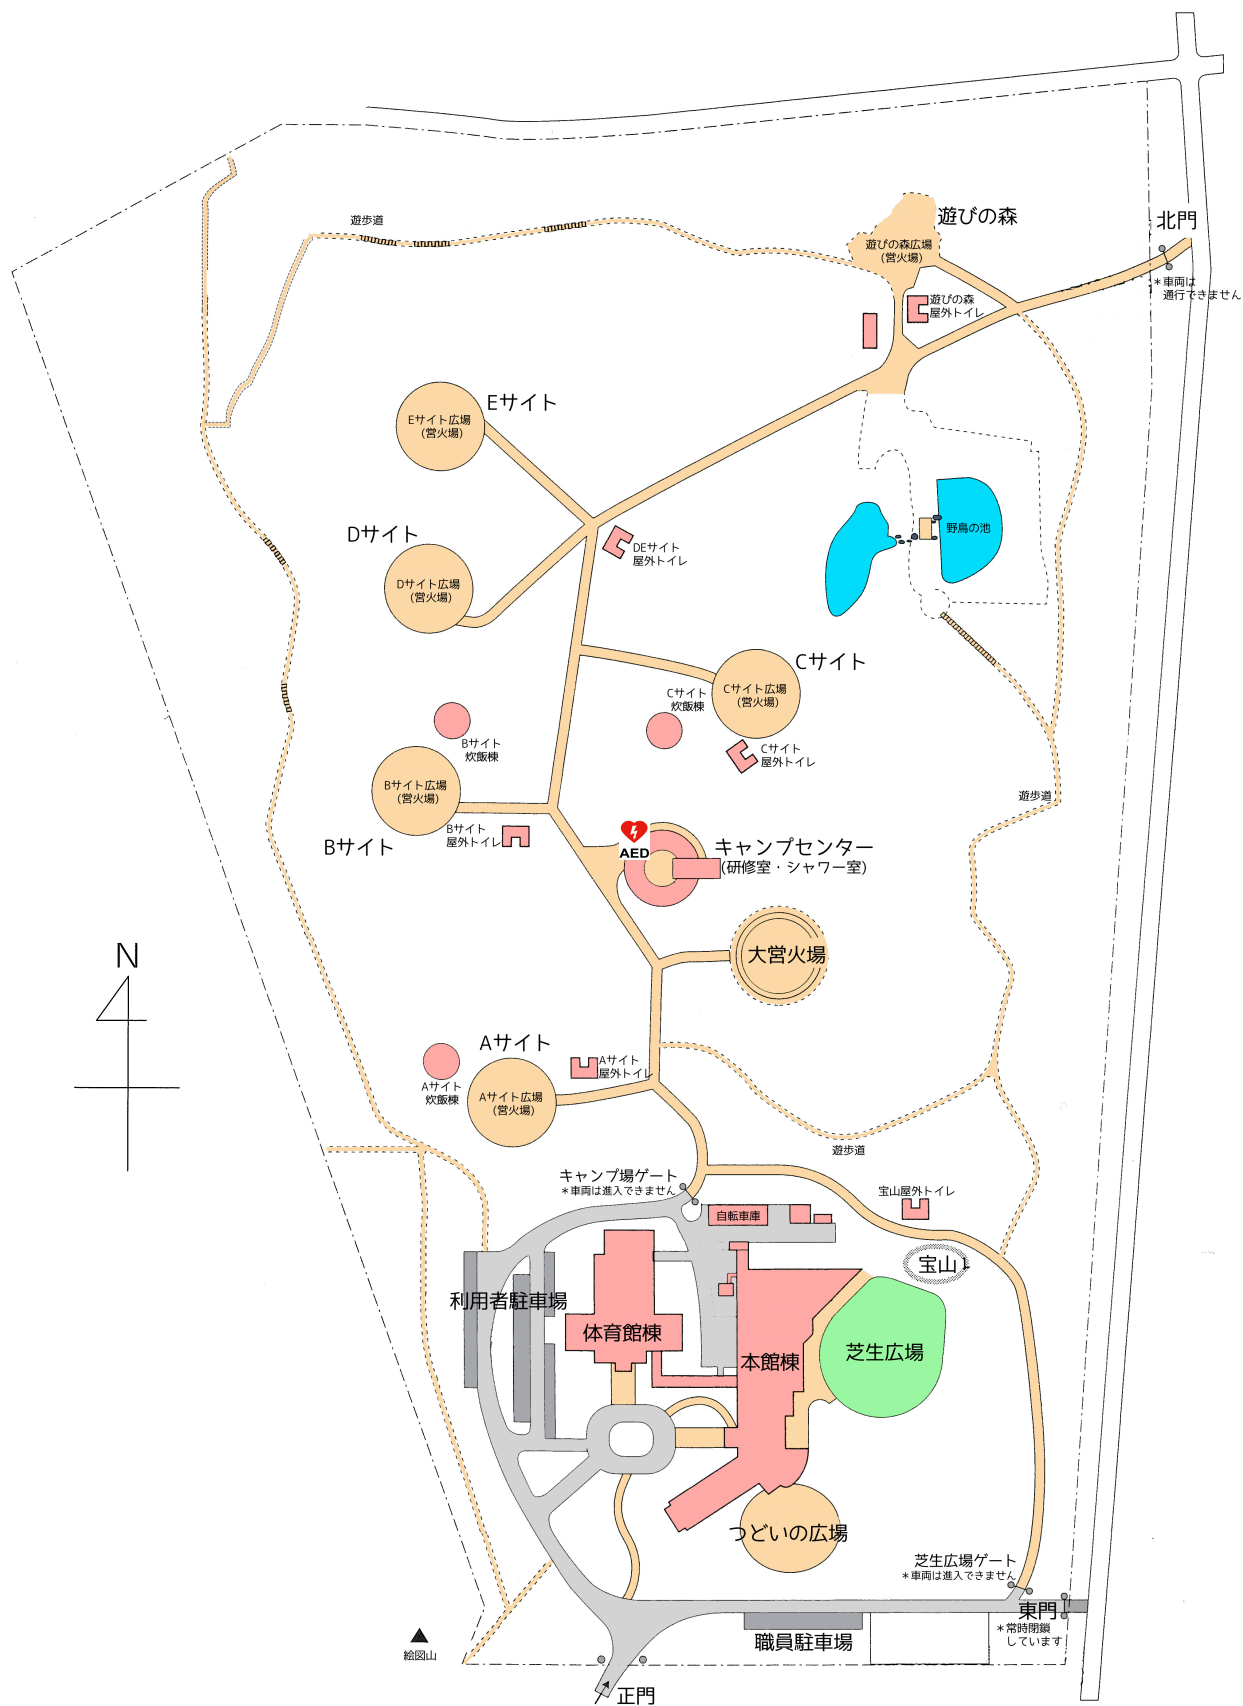 遊歩道
遊びの森
遊びの森広場
(営火場)
北門
＊車両は
通行できません
遊びの森
屋外トイレ
Eサイト
Eサイト広場
(営火場)
Dサイト
Dサイト広場
(営火場)
DEサイト
屋外トイレ
野鳥の池
Cサイト
Cサイト広場
(営火場)
Cサイト
炊飯棟
Cサイト
屋外トイレ
Bサイト
炊飯棟
Bサイト広場
(営火場)
Bサイト
Bサイト
屋外トイレ
遊歩道
AED
キャンプセンター
(研修室・シャワー室)
大営火場
N
Aサイト
Aサイト
炊飯棟
Aサイト広場
(営火場)
Aサイト
屋外トイレ
遊歩道
キャンプ場ゲート
＊車両は進入できません
宝山屋外トイレ
自転車庫
宝山
利用者駐車場
体育館棟
本館棟
芝生広場
つどいの広場
芝生広場ゲート
＊車両は進入できません
東門
＊常時閉鎖
しています
職員駐車場
絵図山
正門